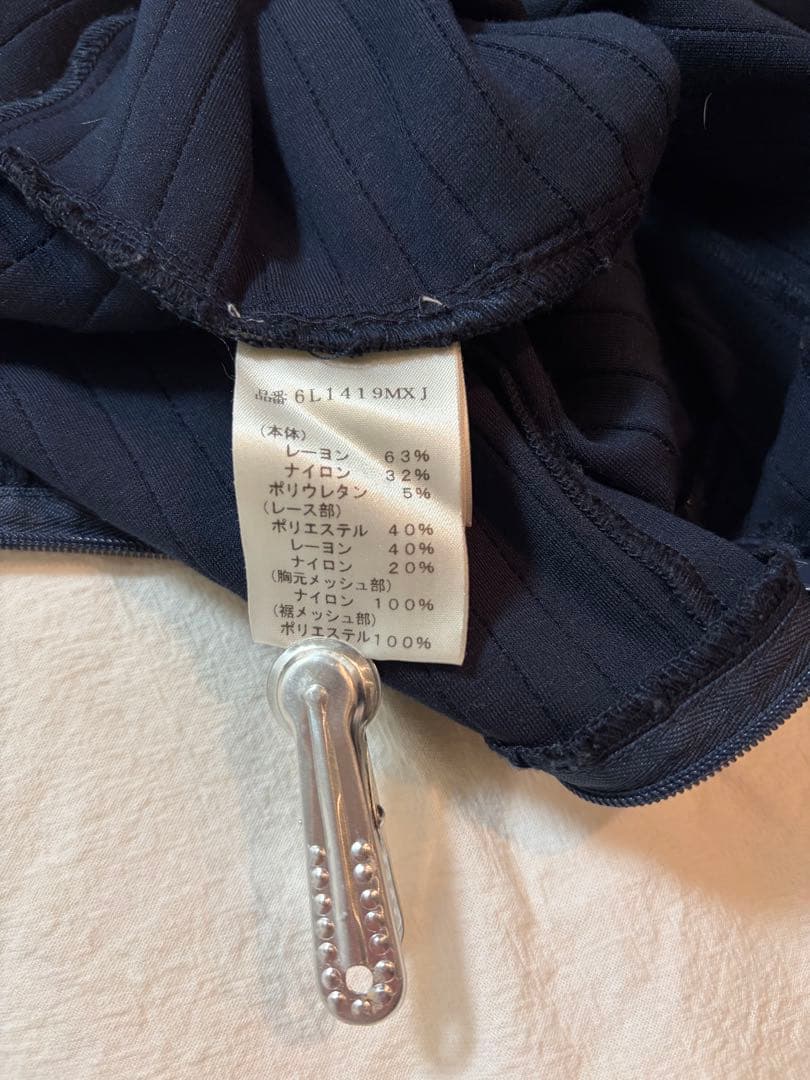 品番 6L1419MXJ
(本体)
レーヨン 63%
ナイロン 32%
ポリウレタン 5%
(レース部)
ポリエステル 40%
レーヨン 40%
ナイロン 20%
(胸元メッシュ部)
ナイロン 100%
(裾メッシュ部)
ポリエステル100%